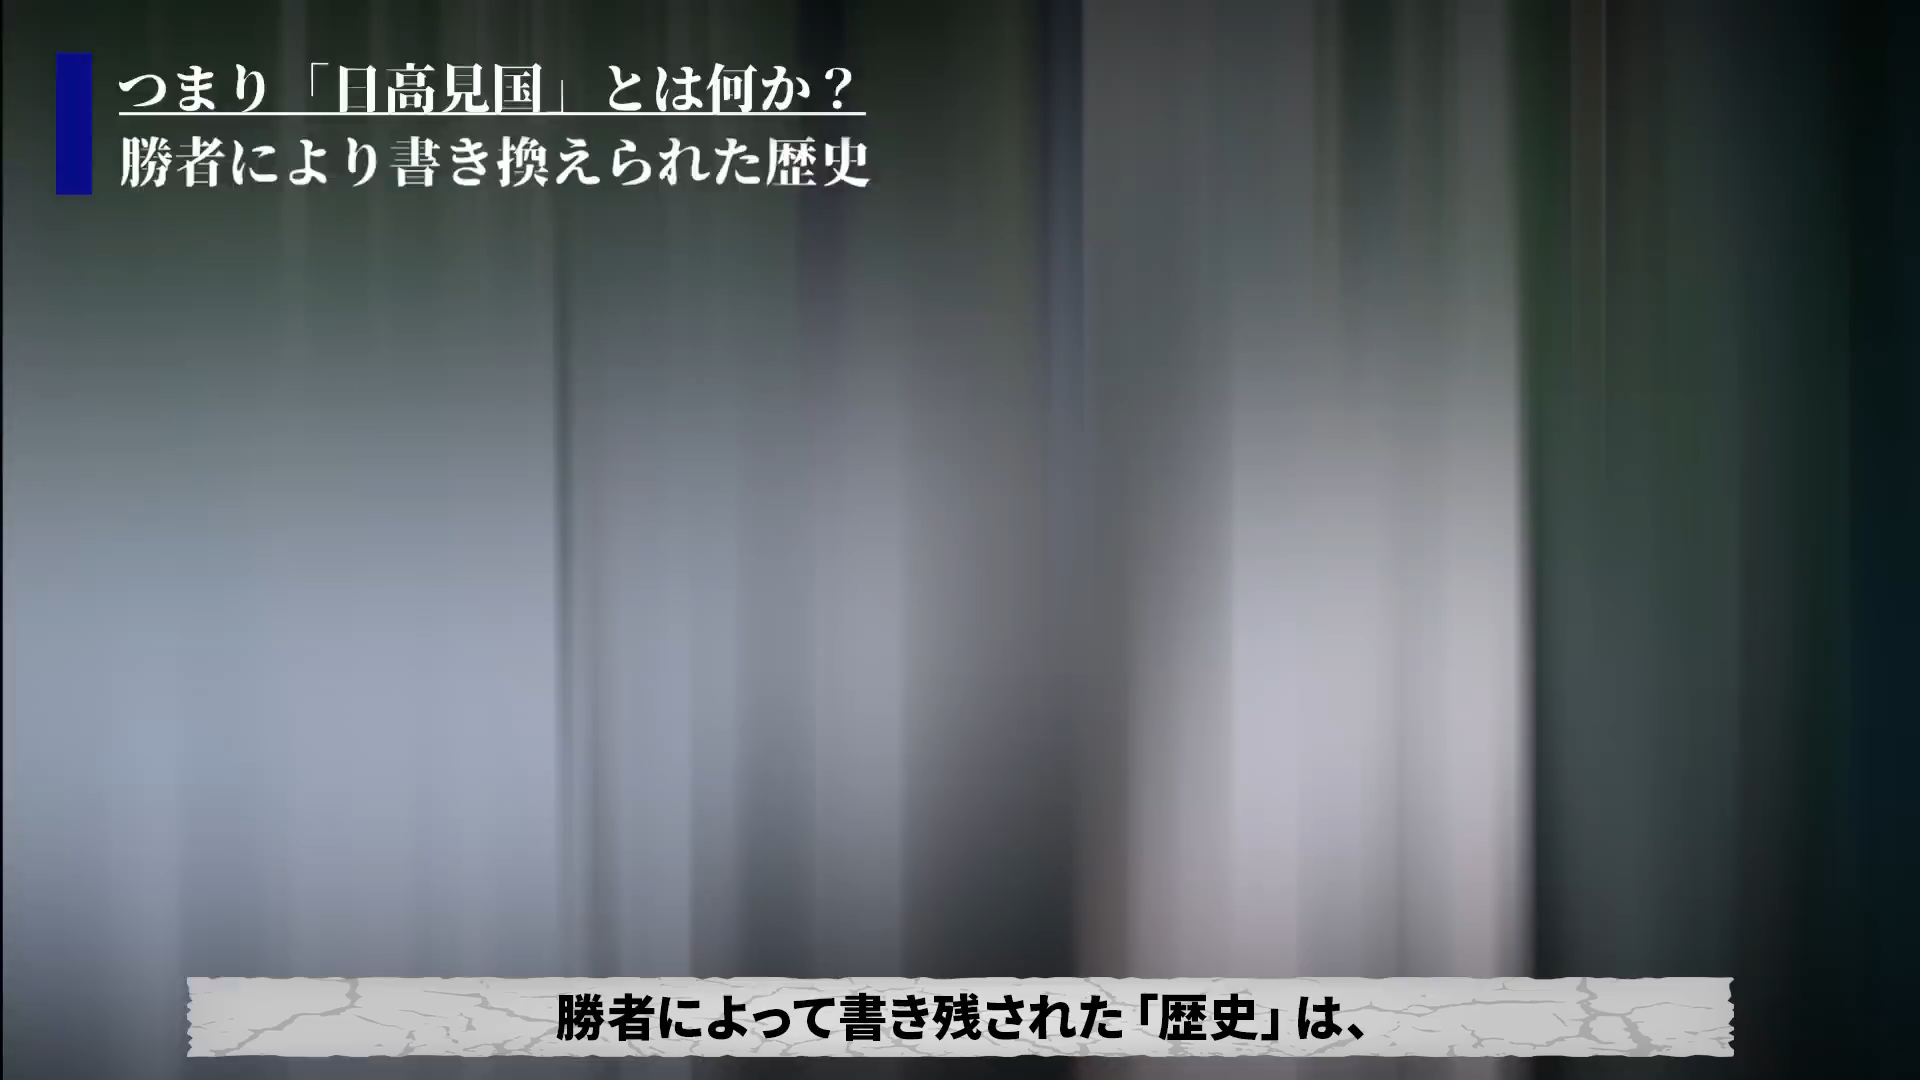 つまり「日高見国」とは何か？
勝者により書き換えられた歴史
勝者によって書き残された「歴史」は、